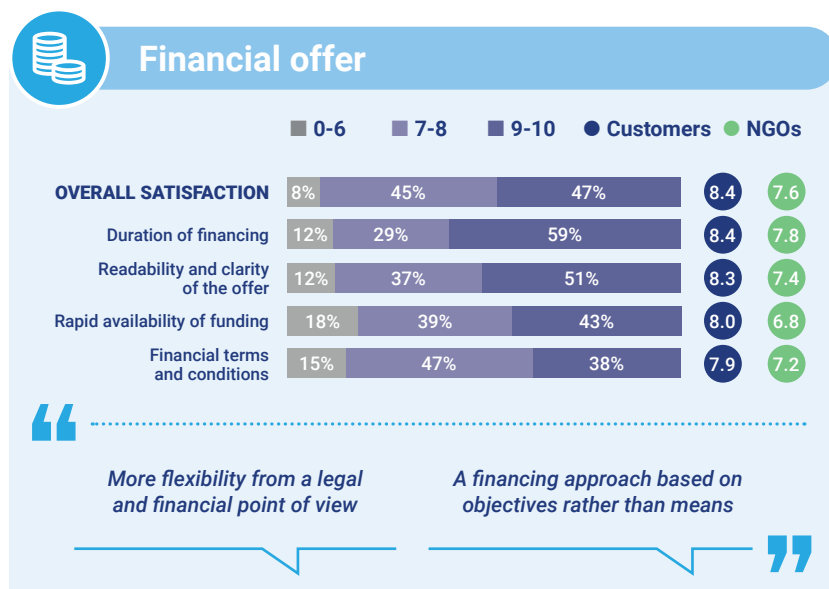 Financial offer
0-6 7-8 9-10 Customers NGOs
OVERALL SATISFACTION 8% 45% 47% 8.4 7.6
Duration of financing 12% 29% 59% 8.4 7.8
Readability and clarity
of the offer 12% 37% 51% 8.3 7.4
Rapid availability of funding 18% 39% 43% 8.0 6.8
Financial terms
and conditions 15% 47% 38% 7.9 7.2
“
More flexibility from a legal
and financial point of view
A financing approach based on
objectives rather than means
”